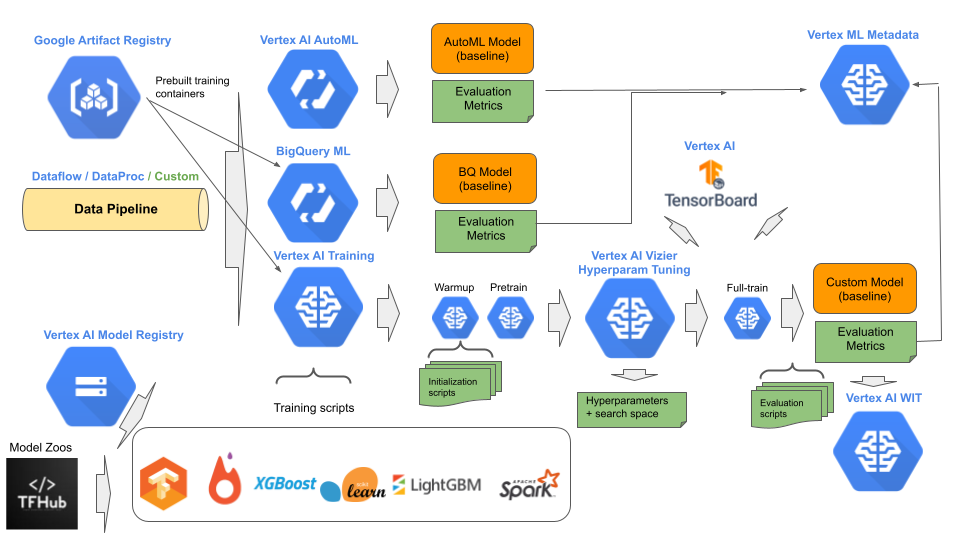 Google Artifact Registry
Vertex AI AutoML
AutoML Model
(baseline)
Vertex ML Metadata
Prebuilt training
containers
Evaluation
Metrics
BigQuery ML
Vertex AI
TensorBoard
Dataflow / DataProc / Custom
Data Pipeline
BQ Model
(baseline)
Evaluation
Metrics
Vertex AI Training
Vertex AI Vizier
Hyperparam Tuning
Warmup
Pretrain
Full-train
Custom Model
(baseline)
Evaluation
Metrics
Vertex AI Model Registry
Initialization
scripts
Training scripts
Hyperparameters
+ search space
Evaluation
scripts
Vertex AI WIT
Model Zoos
</>
TFHub
XGBoost
learn
LightGBM
APACHE
Spark